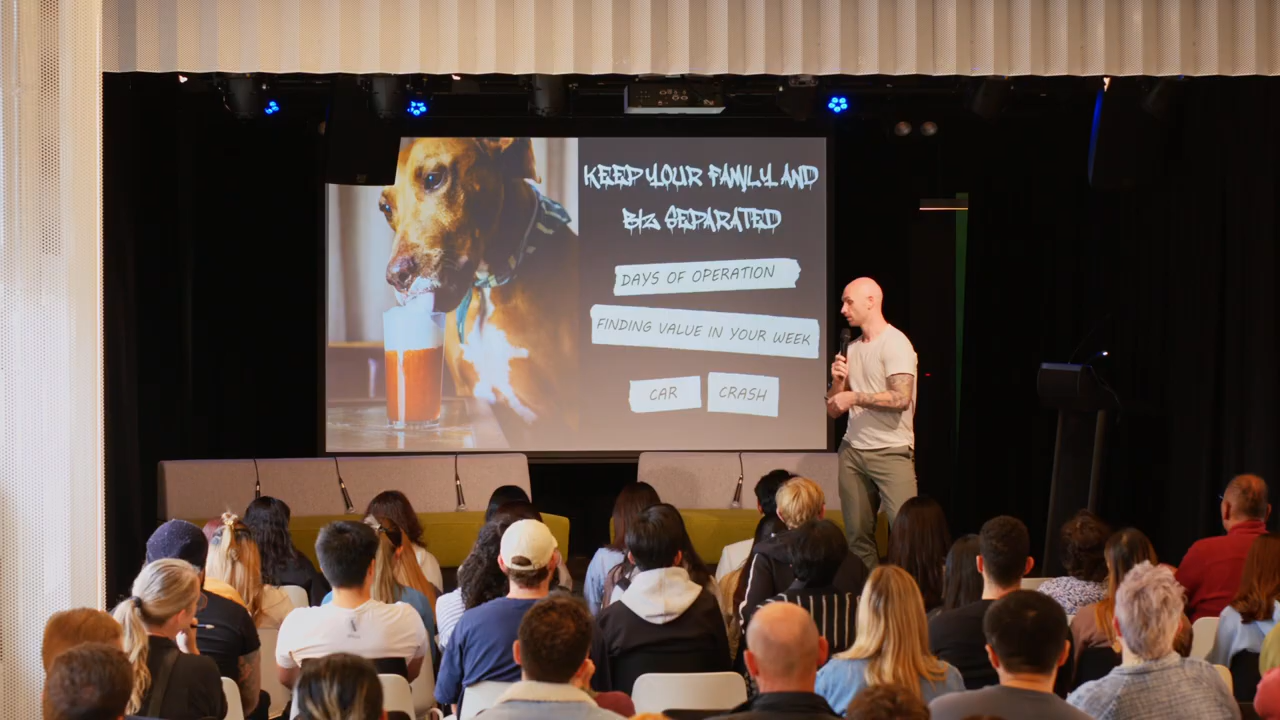 KEEP YOUR FAMILY AND
BIZ SEPARATED
DAYS OF OPERATION
FINDING VALUE IN YOUR WEEK
CAR CRASH